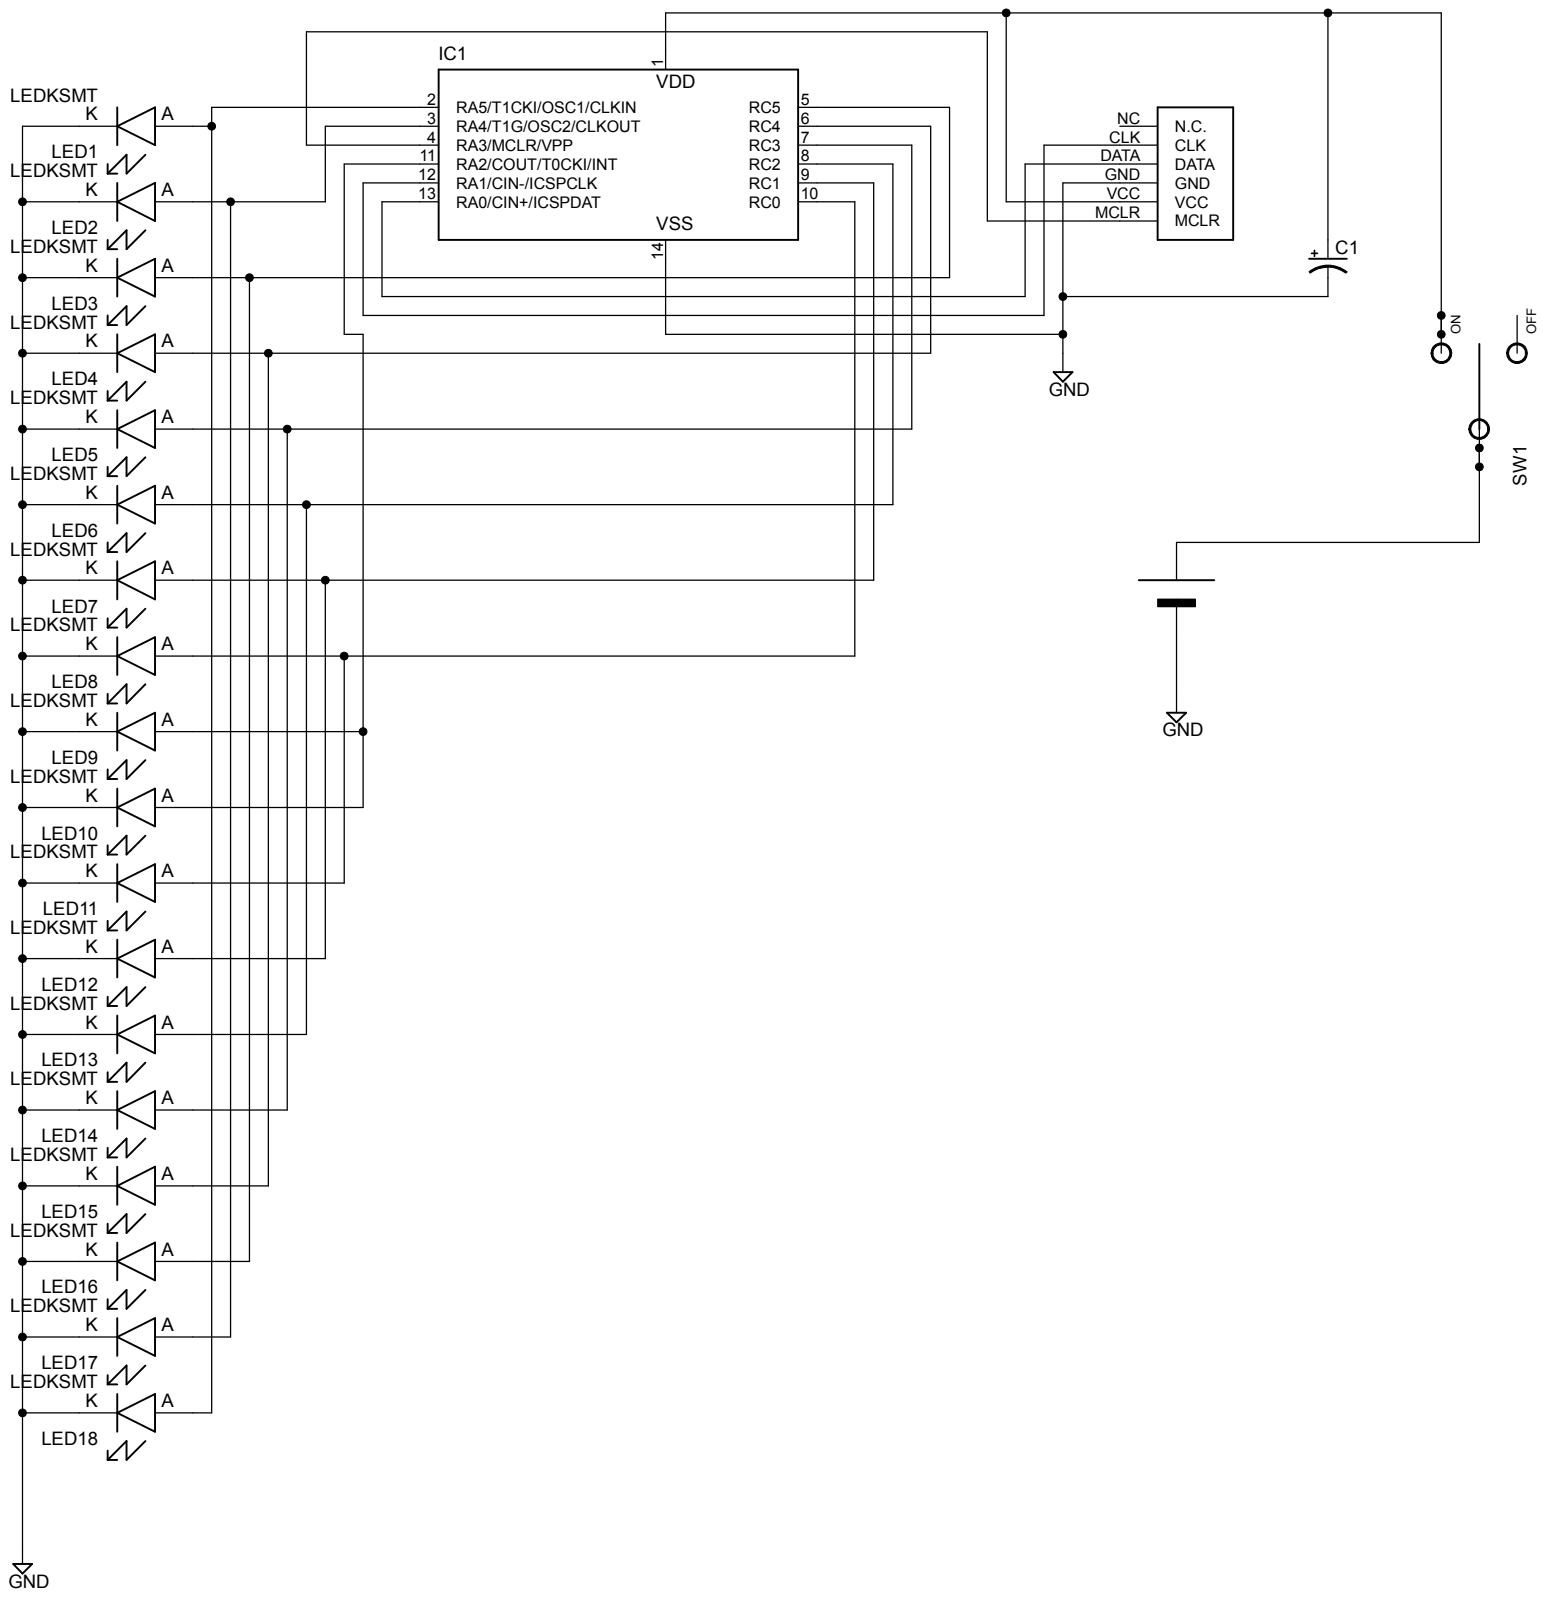 IC1
1
VDD
2 RA5/T1CKI/OSC1/CLKIN RC5 5
3 RA4/T1G/OSC2/CLKOUT RC4 6
4 RA3/MCLR/VPP RC3 7
11 RA2/COUT/T0CKI/INT RC2 8
12 RA1/CIN-/ICSPCLK RC1 9
13 RA0/CIN+/ICSPDAT RC0 10
VSS
14
NC N.C.
CLK CLK
DATA DATA
GND GND
VCC VCC
MCLR MCLR
+ C1
GND
ON
OFF
SW1
GND
LEDKSMT
K A
LED1
LEDKSMT
K A
LED2
LEDKSMT
K A
LED3
LEDKSMT
K A
LED4
LEDKSMT
K A
LED5
LEDKSMT
K A
LED6
LEDKSMT
K A
LED7
LEDKSMT
K A
LED8
LEDKSMT
K A
LED9
LEDKSMT
K A
LED10
LEDKSMT
K A
LED11
LEDKSMT
K A
LED12
LEDKSMT
K A
LED13
LEDKSMT
K A
LED14
LEDKSMT
K A
LED15
LEDKSMT
K A
LED16
LEDKSMT
K A
LED17
LEDKSMT
K A
LED18
GND